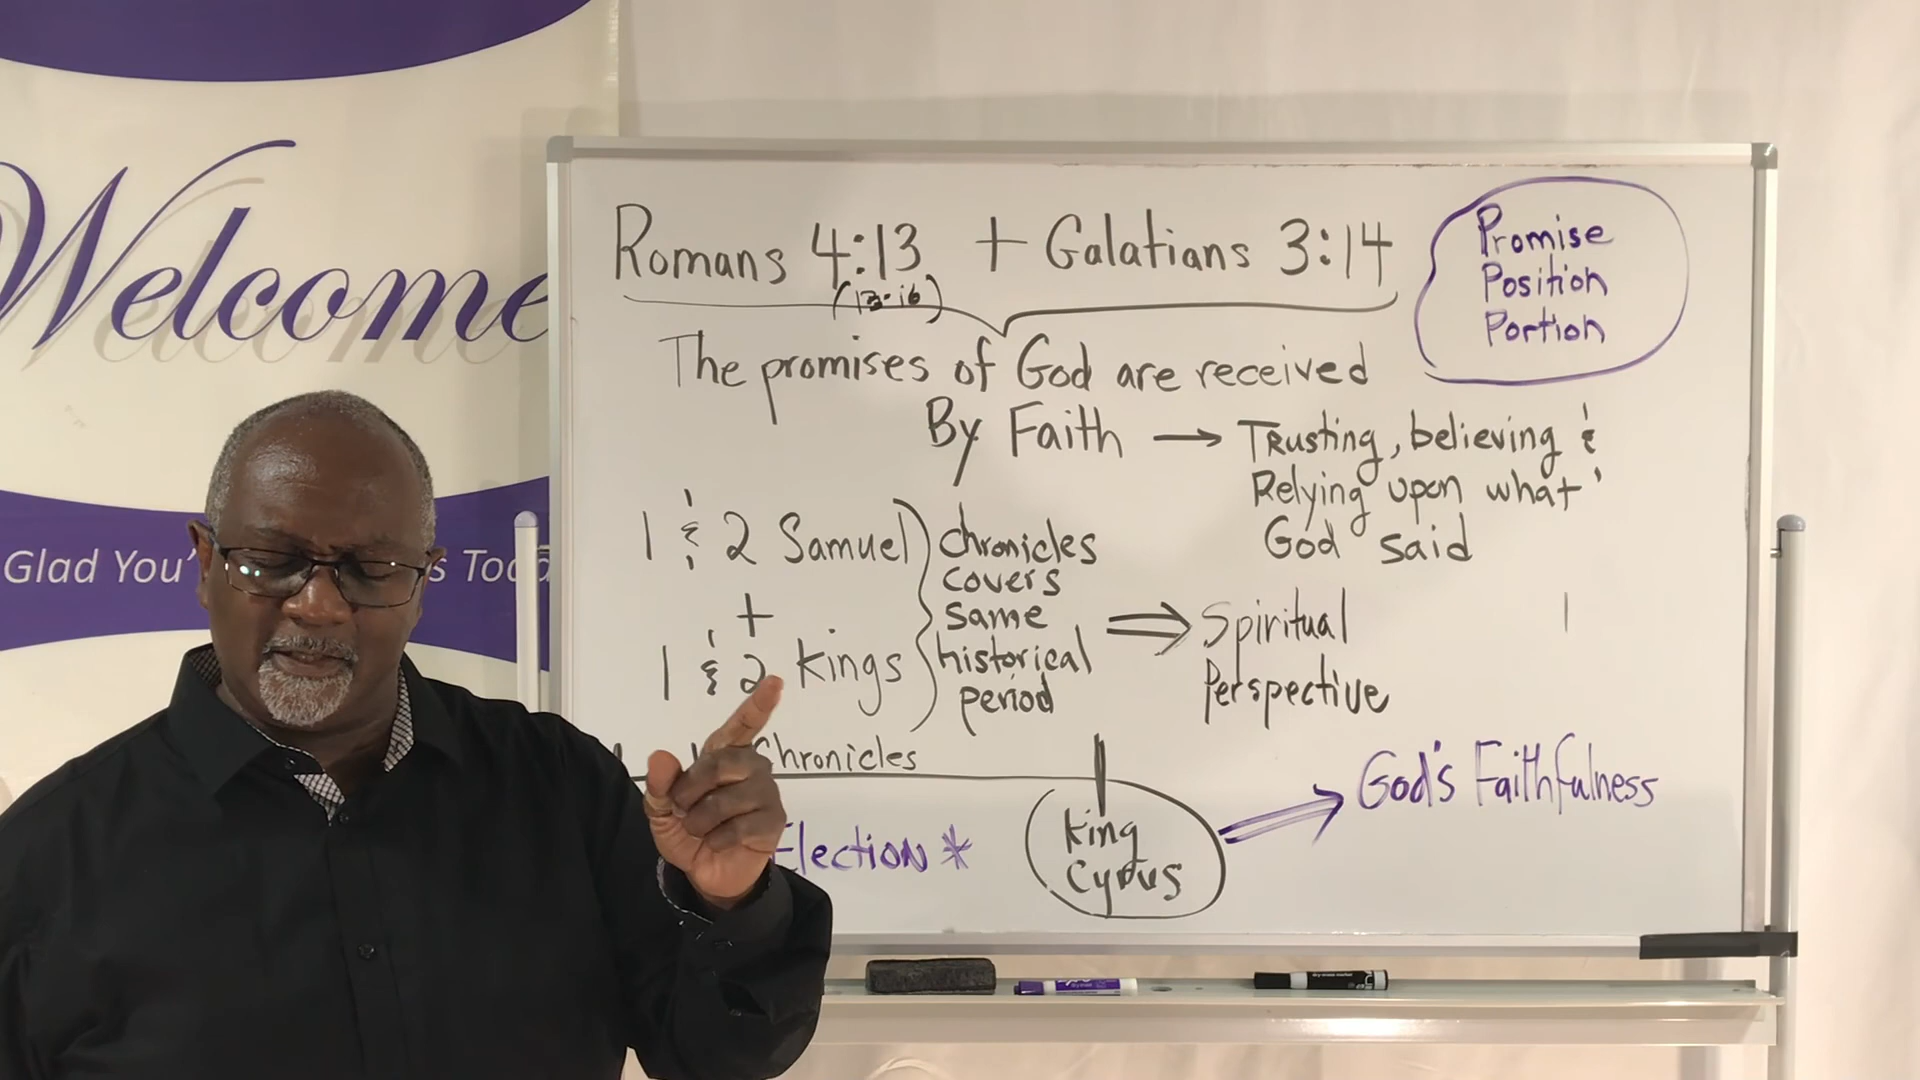 Welcome
Glad You' s Toda
Romans 4:13 + Galatians 3:14
(13-16)
Promise
Position
Portion
The promises of God are received
By Faith → Trusting, believing &
Relying upon what
God said
1 & 2 Samuel
+
1 & 2 Kings
chronicles
covers
same
historical
period
⇒ Spiritual
Perspective
Chronicles
Election *
King
Cyrus
⇒ God's Faithfulness